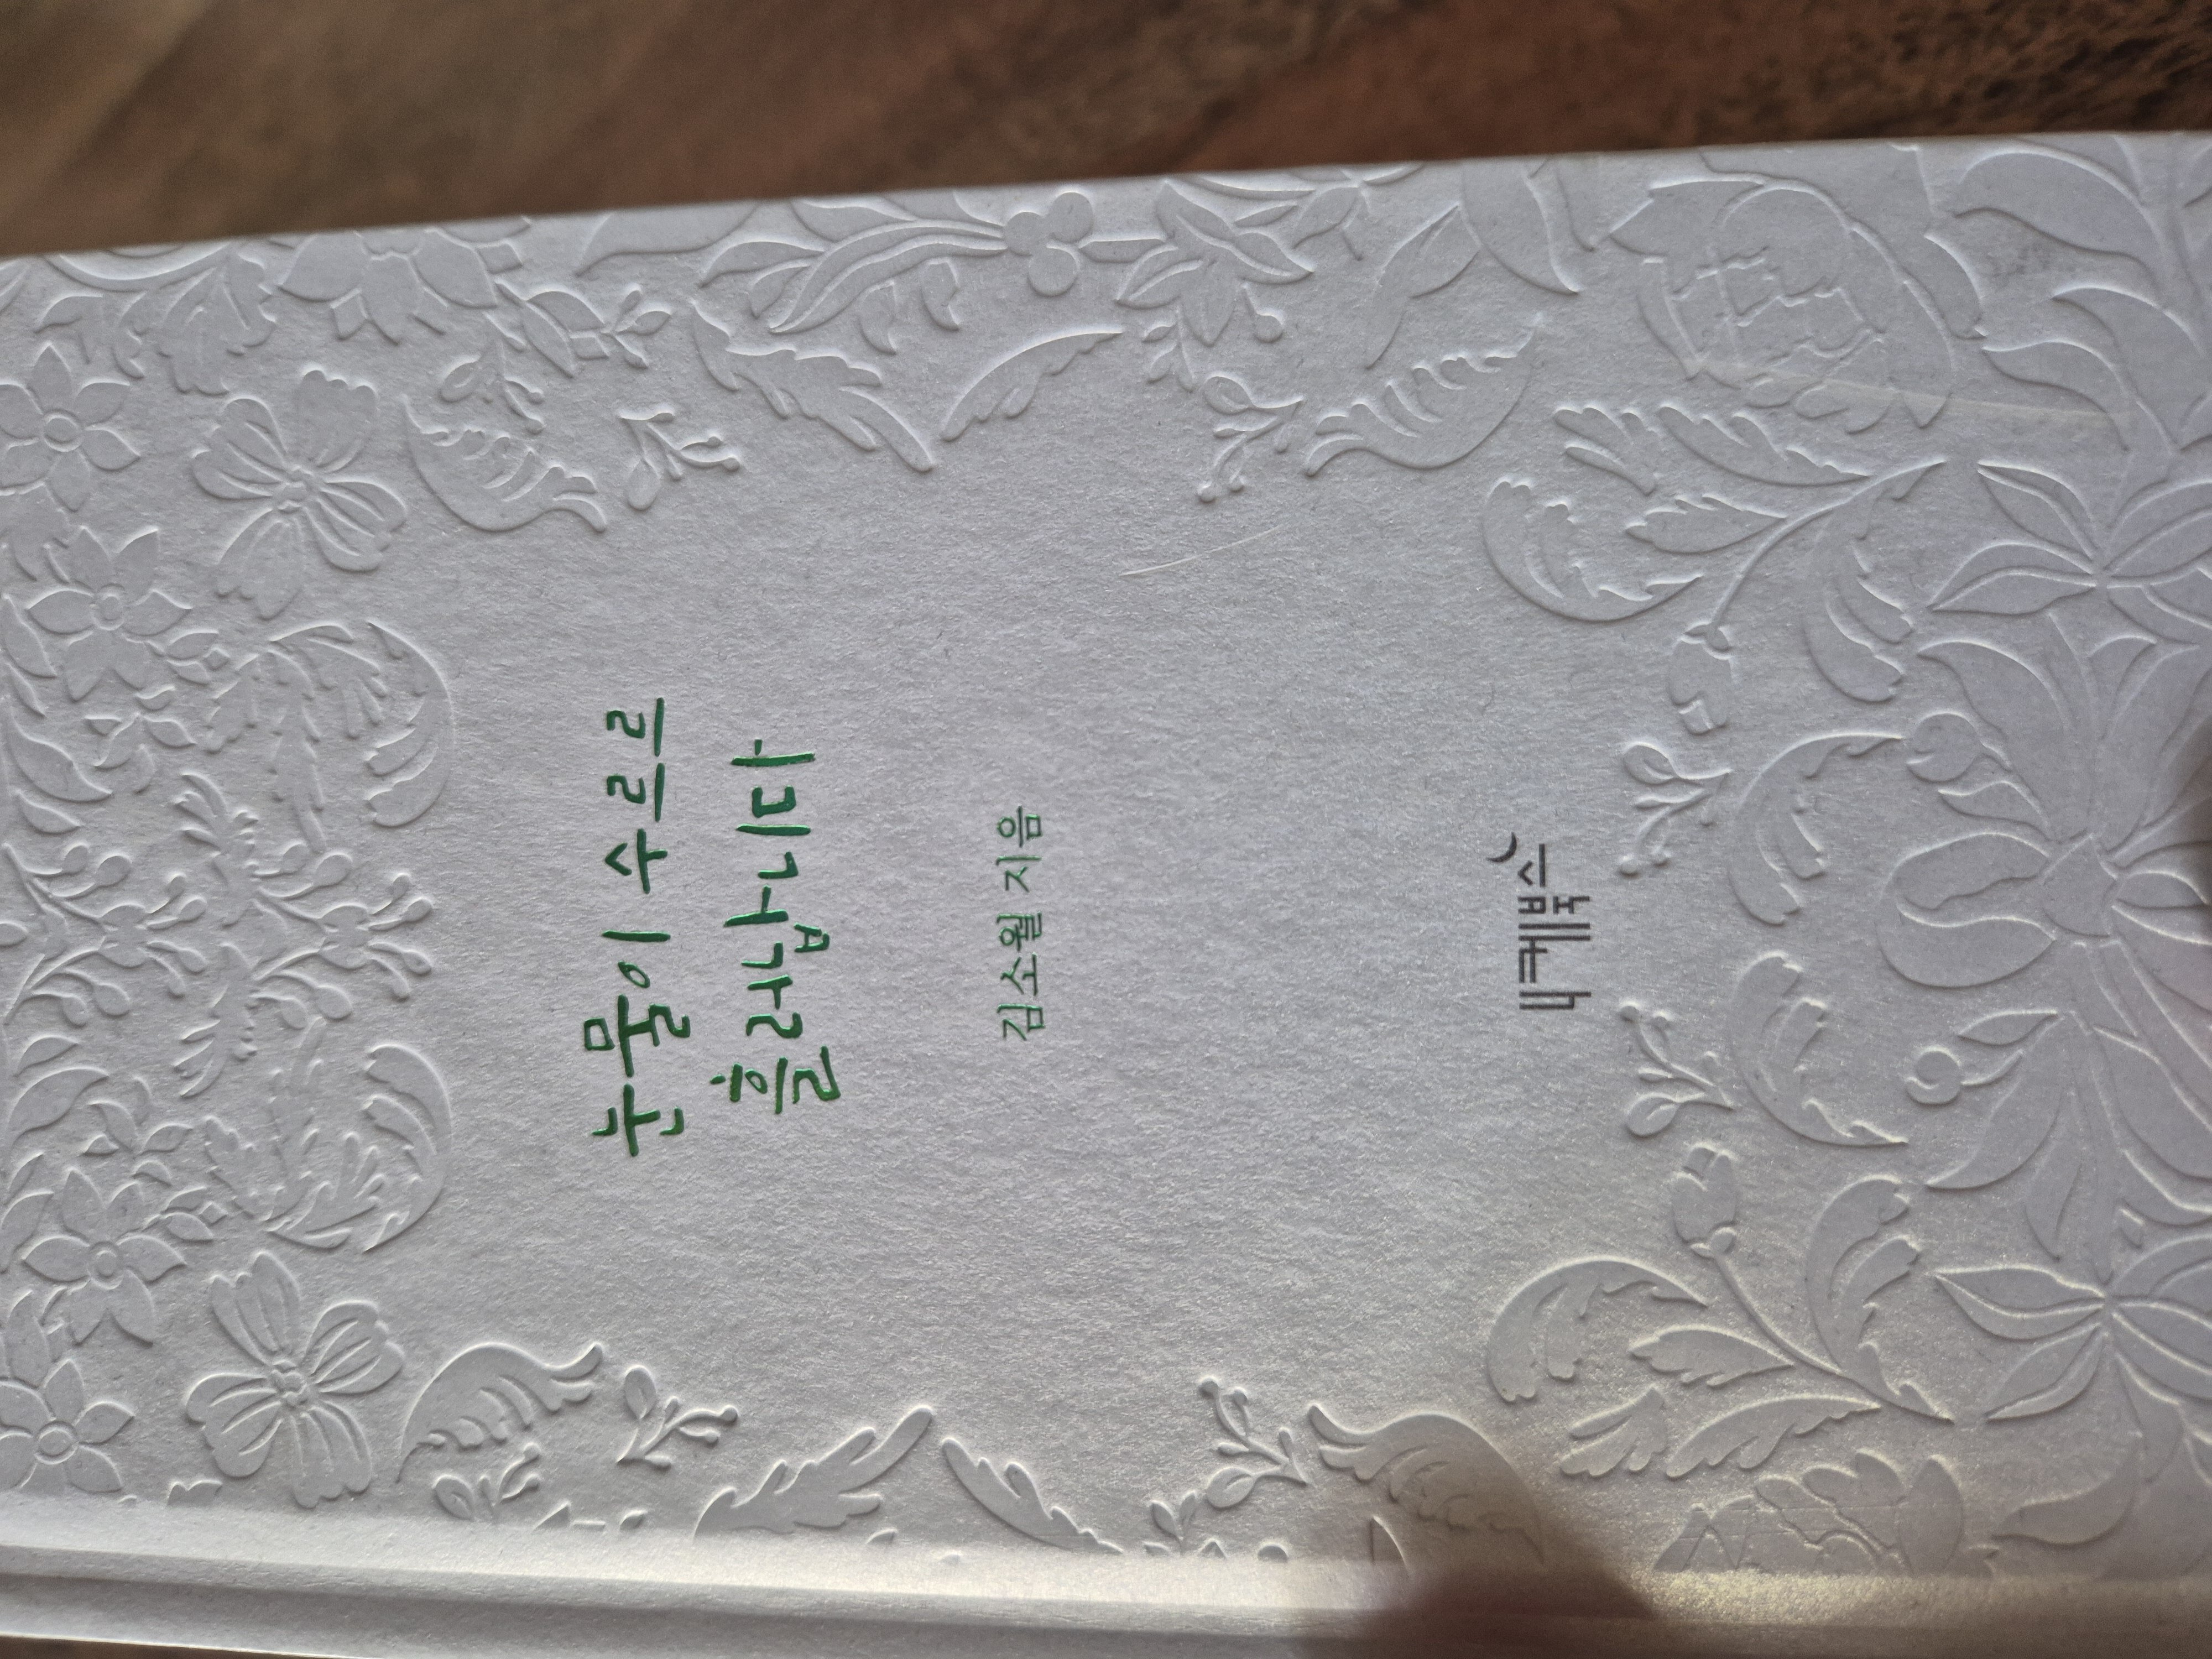 눈물이 수르르
흘러납니다
김소월 지음